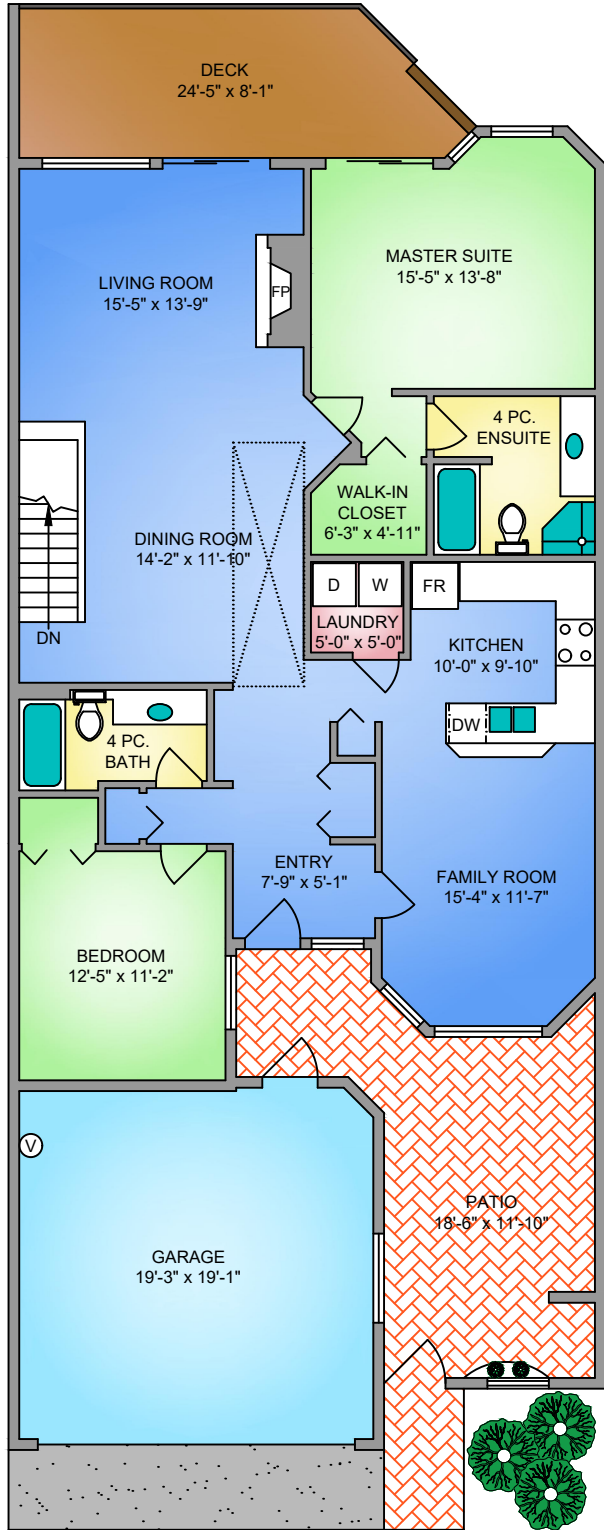 DECK
24'-5" x 8'-1"
MASTER SUITE
15'-5" x 13'-8"
LIVING ROOM
15'-5" x 13'-9"
FP
4 PC.
ENSUITE
WALK-IN
CLOSET
6'-3" x 4'-11"
DINING ROOM
14'-2" x 11'-10"
DN
D
W
FR
LAUNDRY
5'-0" x 5'-0"
KITCHEN
10'-0" x 9'-10"
DW
4 PC.
BATH
ENTRY
7'-9" x 5'-1"
FAMILY ROOM
15'-4" x 11'-7"
BEDROOM
12'-5" x 11'-2"
V
PATIO
18'-6" x 11'-10"
GARAGE
19'-3" x 19'-1"